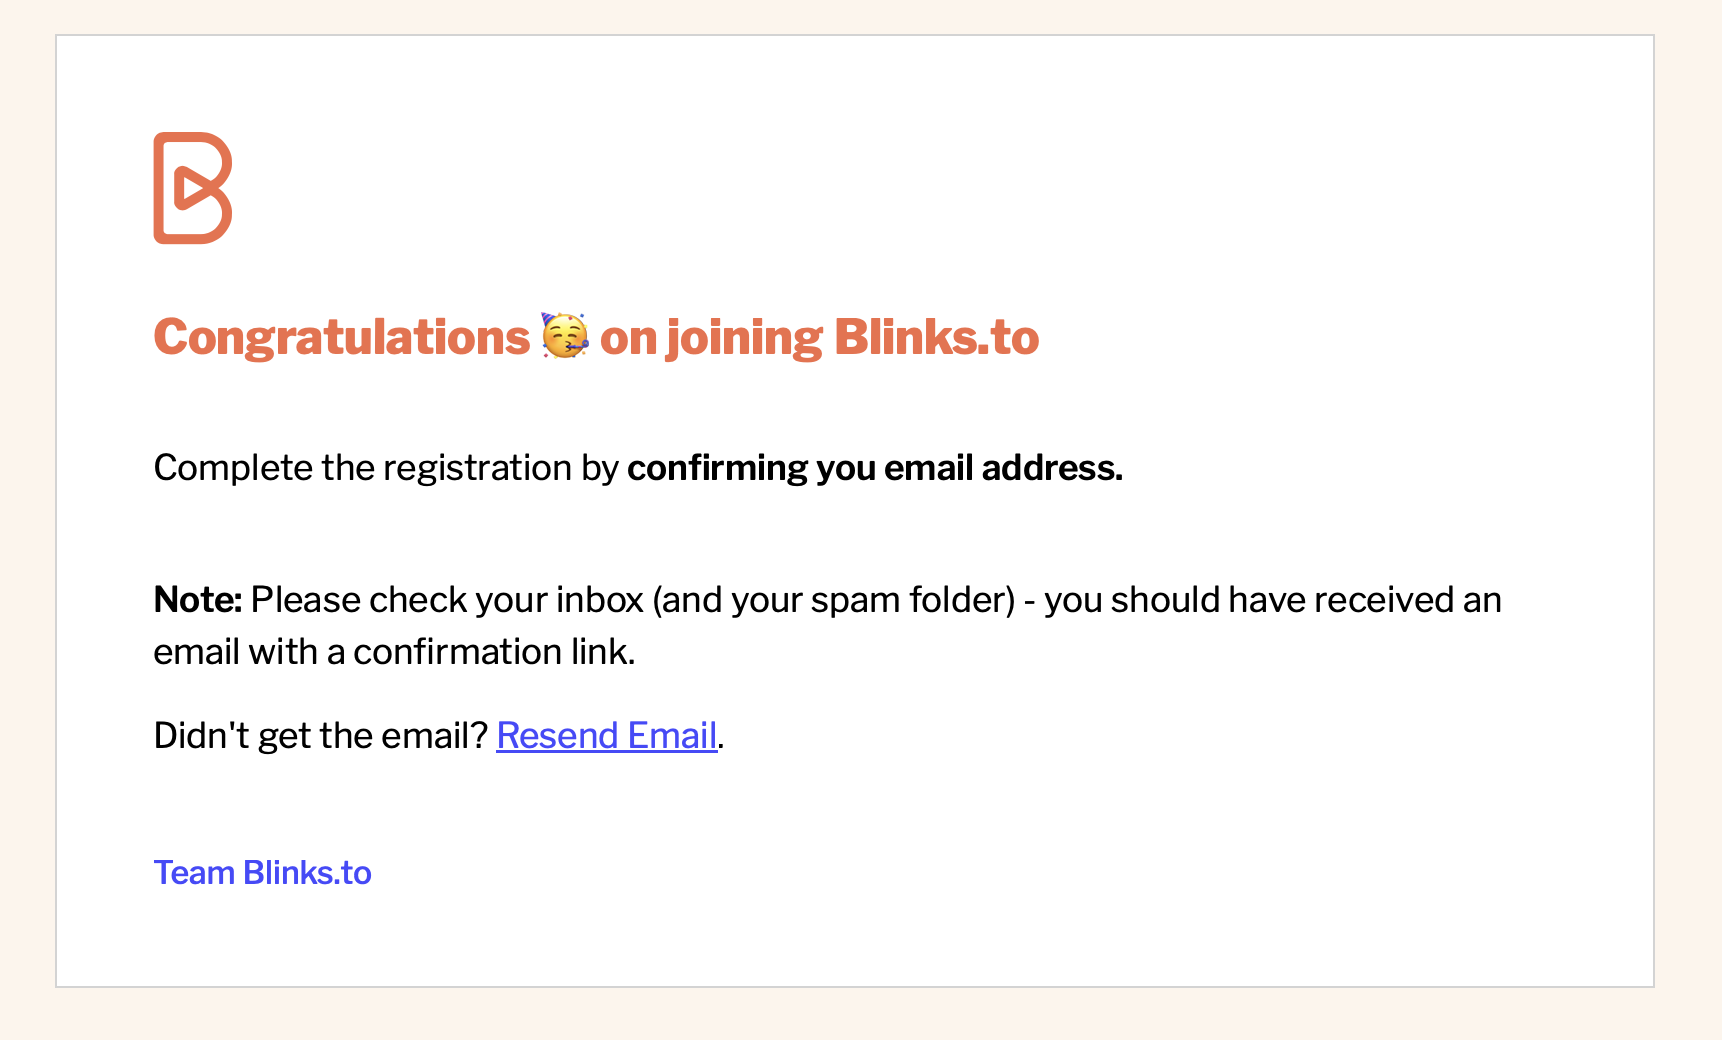 Congratulations 🥳 on joining Blinks.to
Complete the registration by confirming you email address.
Note: Please check your inbox (and your spam folder) - you should have received an
email with a confirmation link.
Didn't get the email? Resend Email.
Team Blinks.to